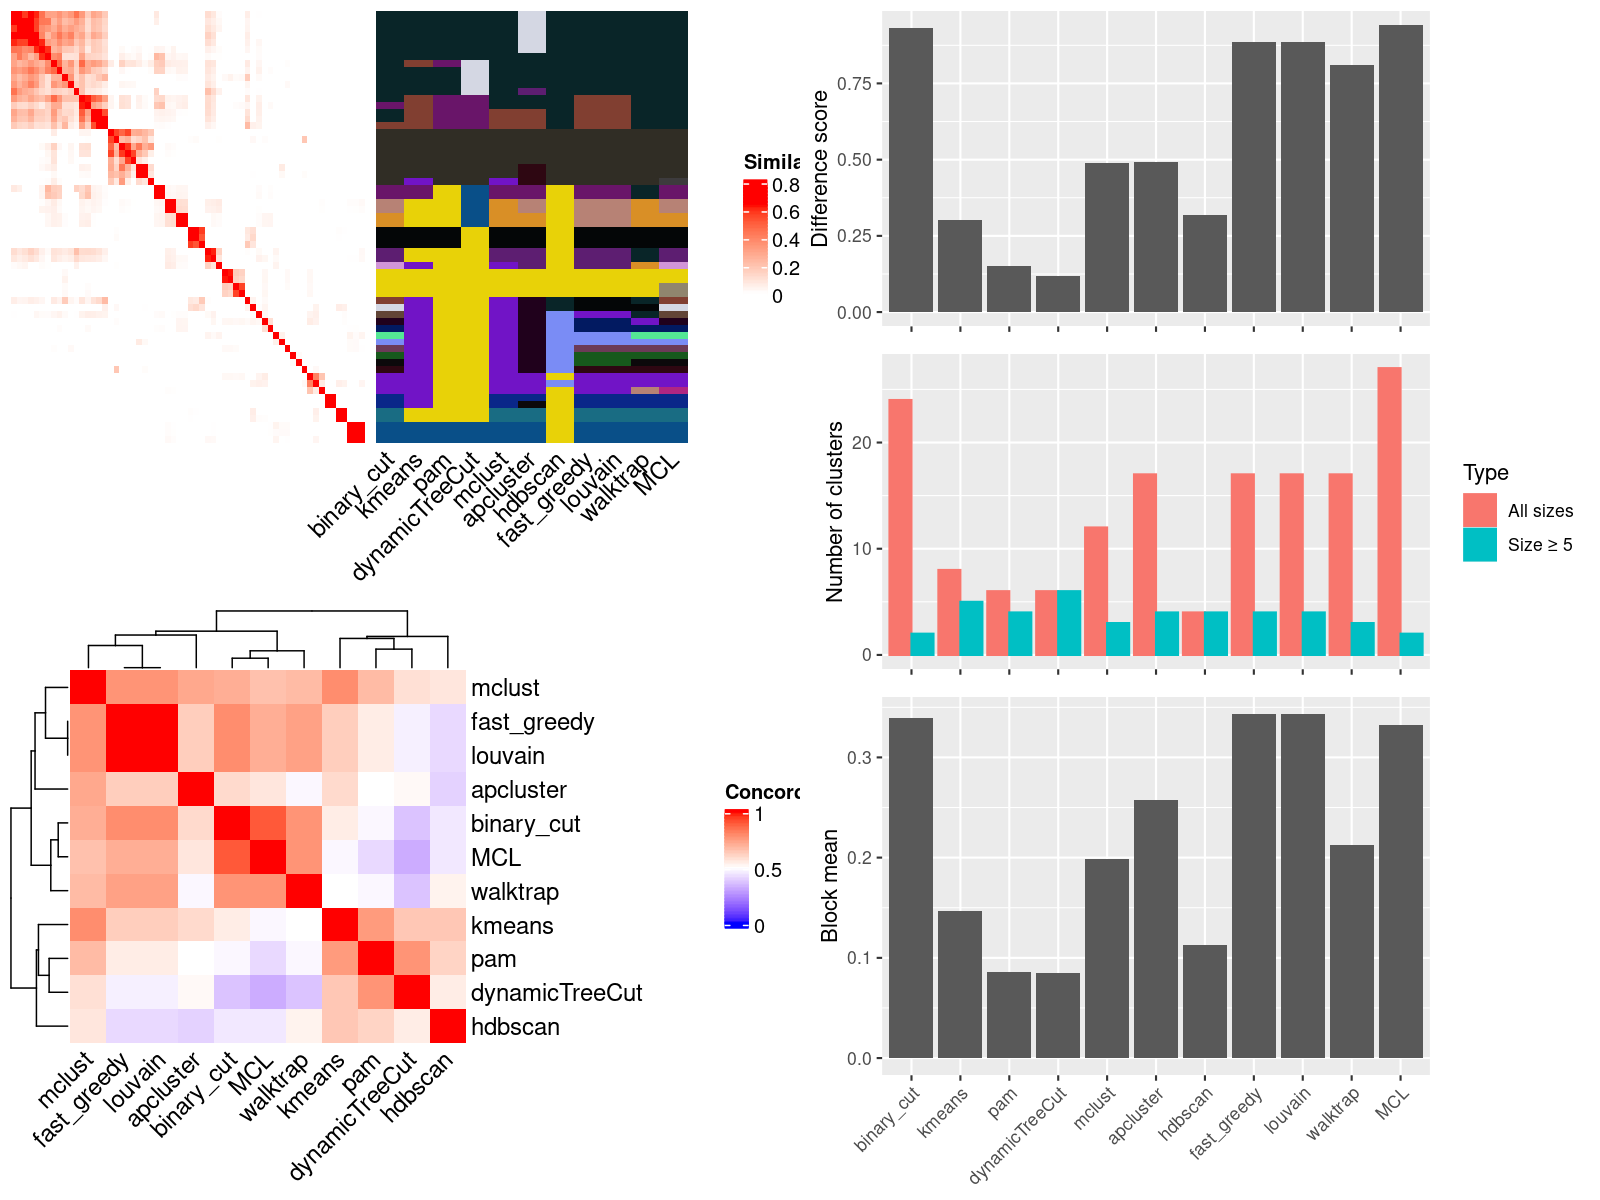 Simila
0.8
0.6
0.4
0.2
0
binary_cut
kmeans
pam
dynamicTreeCut
mclust
apcluster
hdbscan
fast_greedy
louvain
walktrap
MCL
mclust
fast_greedy
louvain
apcluster
binary_cut
MCL
walktrap
kmeans
pam
dynamicTreeCut
hdbscan
mclust
fast_greedy
louvain
apcluster
binary_cut
MCL
walktrap
kmeans
pam
dynamicTreeCut
hdbscan
Concord
1
0.5
0
Difference score
0.75
0.50
0.25
0.00
Number of clusters
20
10
0
Type
All sizes
Size ≥ 5
Block mean
0.3
0.2
0.1
0.0
binary_cut
kmeans
pam
dynamicTreeCut
mclust
apcluster
hdbscan
fast_greedy
louvain
walktrap
MCL